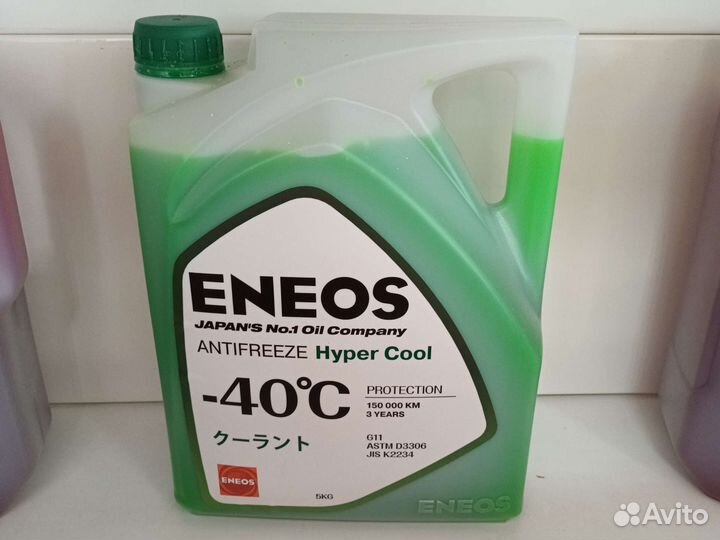 ENEOS
JAPAN'S No.1 Oil Company
ANTIFREEZE Hyper Cool
-40℃
PROTECTION
150 000 KM
3 YEARS
クーラント
G11
ASTM D3306
JIS K2234
ENEOS
5KG
ENEOS
Avito